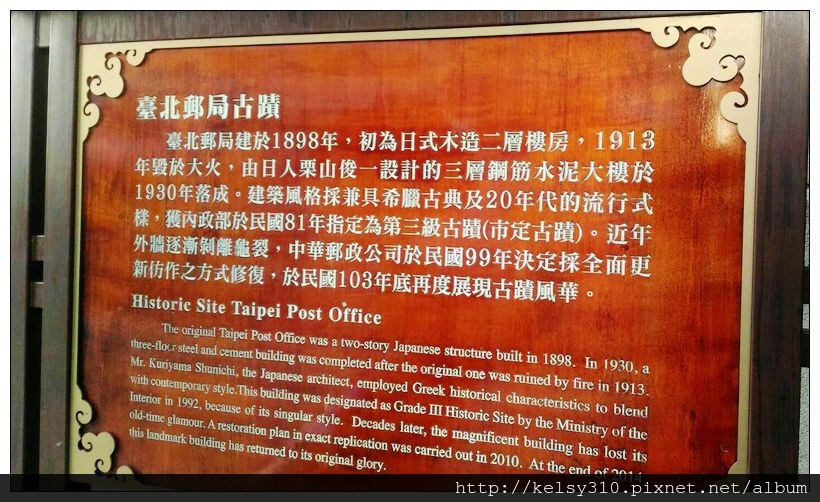 臺北郵局古蹟
臺北郵局建於1898年，初為日式木造二層樓房，1913
年毀於大火，由日人栗山俊一設計的三層鋼筋水泥大樓於
1930年落成。建築風格採兼具希臘古典及20年代的流行式
樣，獲內政部於民國81年指定為第三級古蹟(市定古蹟)。近年
外牆逐漸剝離龜裂，中華郵政公司於民國99年決定採全面更
新仿作之方式修復，於民國103年底再度展現古蹟風華。
Historic Site Taipei Post Office
The original Taipei Post Office was a two-story Japanese structure built in 1898. In 1930, a
three-floor steel and cement building was completed after the original one was ruined by fire in 1913.
Mr. Kuriyama Shunichi, the Japanese architect, employed Greek historical characteristics to blend
with contemporary style.This building was designated as Grade III Historic Site by the Ministry of the
Interior in 1992, because of its singular style. Decades later, the magnificent building has lost its
old-time glamour. A restoration plan in exact replication was carried out in 2010. At the end of 2014
this landmark building has returned to its original glory.
http://kelsy310.pixnet.net/album